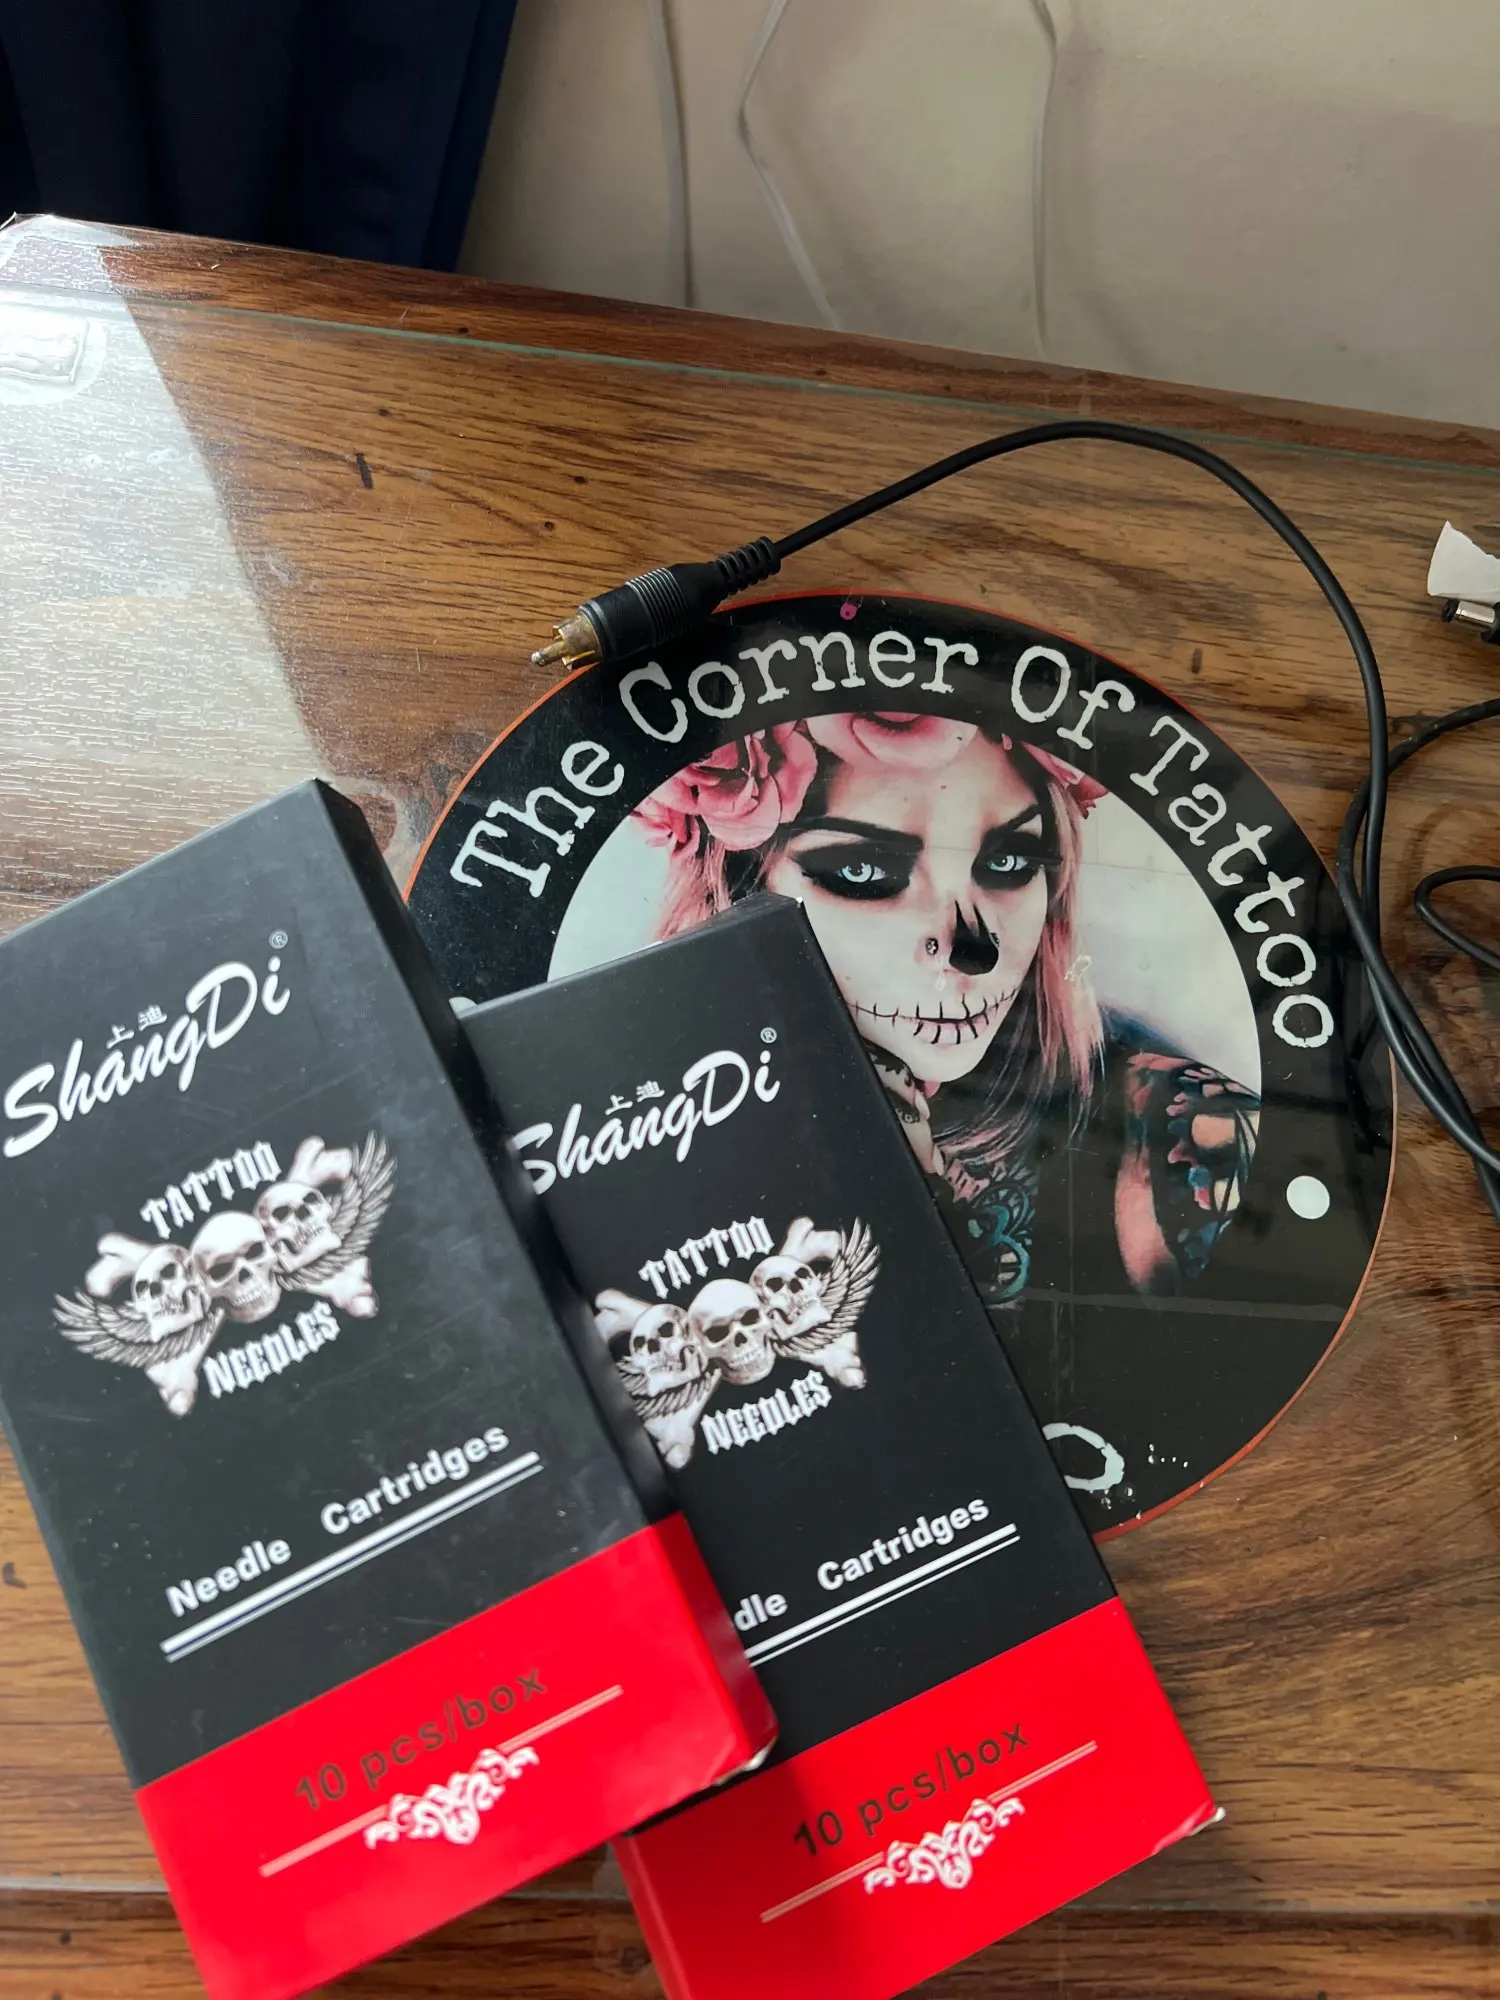 The Corner Of Tattoo
ShangDi®
上迪
TATTOO
NEEDLES
Needle Cartridges
10 pcs/box
ShangDi®
上迪
TATTOO
NEEDLES
Cartridges
10 pcs/box